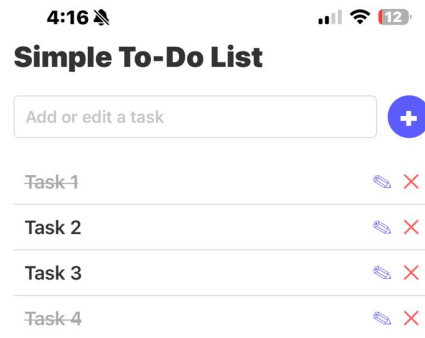 4:16
12
Simple To-Do List
Add or edit a task
Task 1
Task 2
Task 3
Task 4